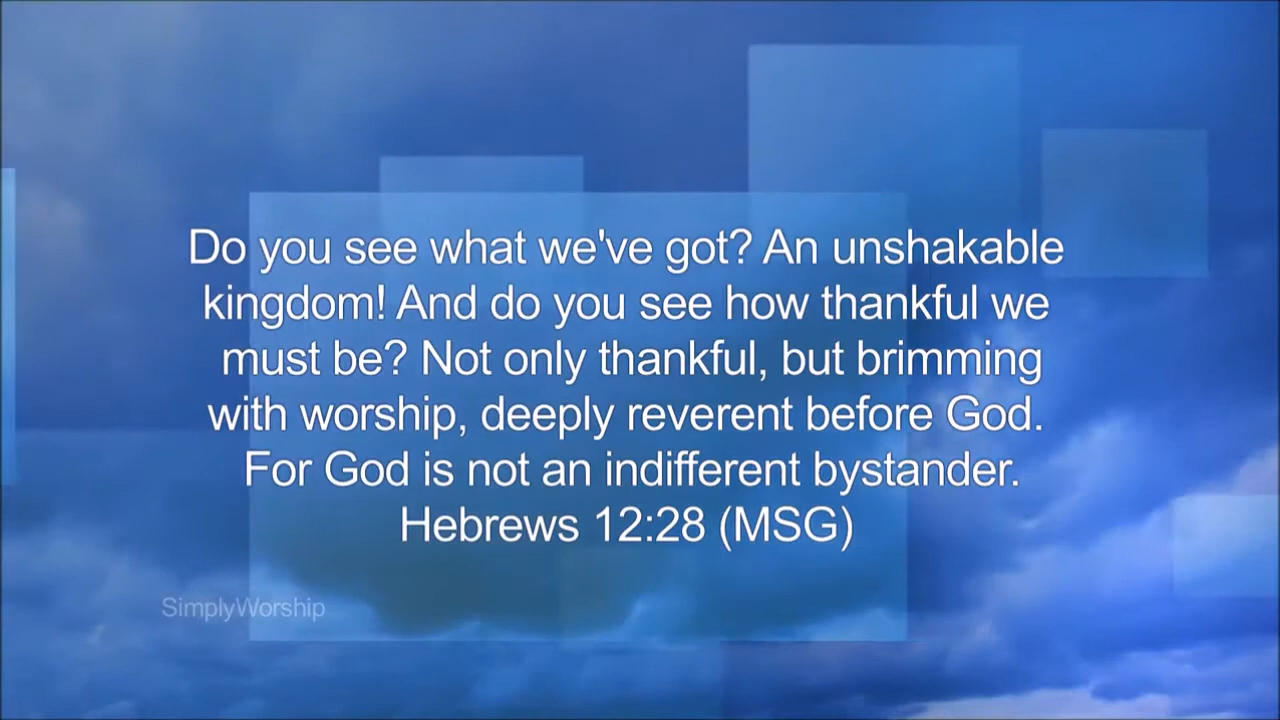 Do you see what we've got? An unshakable
kingdom! And do you see how thankful we
must be? Not only thankful, but brimming
with worship, deeply reverent before God.
For God is not an indifferent bystander.
Hebrews 12:28 (MSG)
SimplyWorship